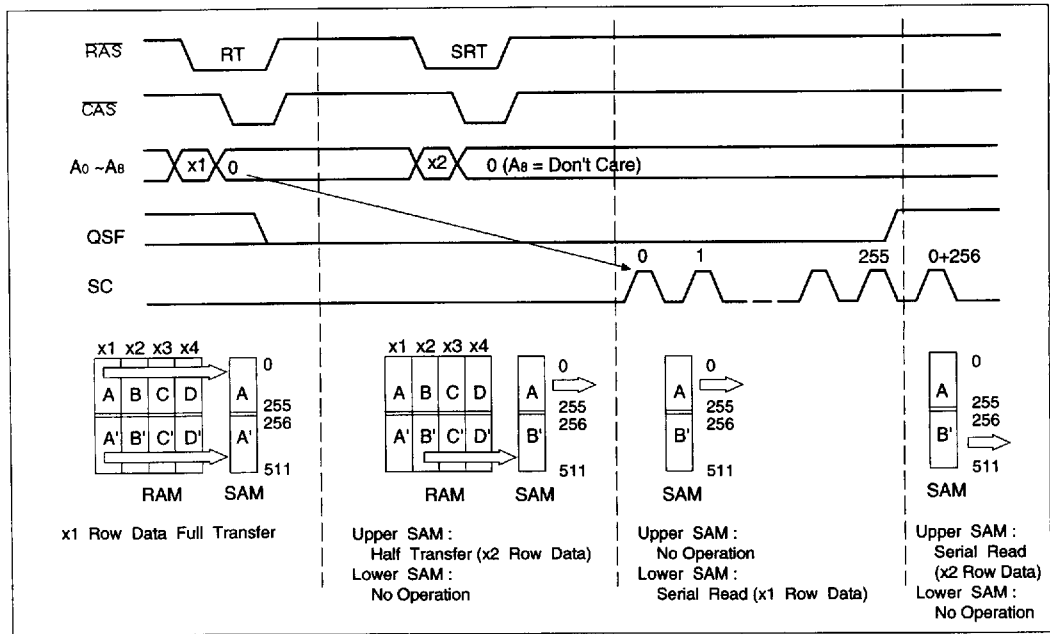 RAS RT SRT
CAS
A0 ~A8 x1 0 x2 0 (A8 = Don't Care)
QSF
0 1 255 0+256
SC
x1 x2 x3 x4
A B C D
A' B' C' D'
RAM
A
A'
SAM
0
255
256
511
x1 Row Data Full Transfer
x1 x2 x3 x4
A B C D
A' B' C' D'
RAM
A
B'
SAM
0
255
256
511
Upper SAM :
Half Transfer (x2 Row Data)
Lower SAM :
No Operation
A
B'
SAM
0
255
256
511
Upper SAM :
No Operation
Lower SAM :
Serial Read (x1 Row Data)
A
B'
SAM
0
255
256
511
Upper SAM :
Serial Read
(x2 Row Data)
Lower SAM :
No Operation